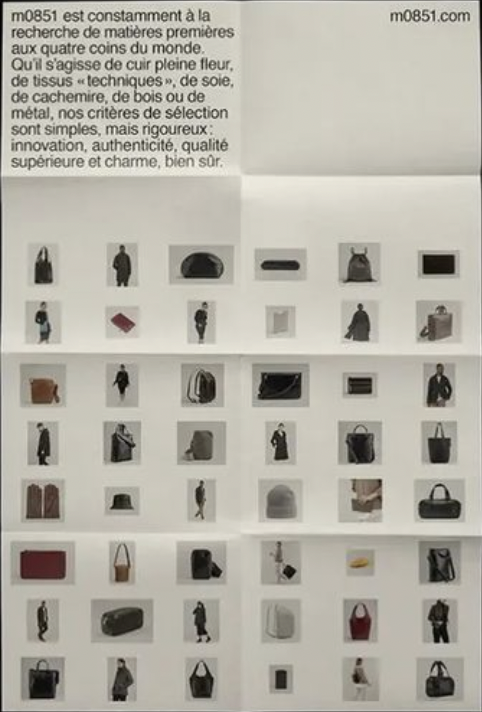 m0851 est constamment à la
recherche de matières premières
aux quatre coins du monde.
Qu'il s'agisse de cuir pleine fleur,
de tissus « techniques », de soie,
de cachemire, de bois ou de
métal, nos critères de sélection
sont simples, mais rigoureux :
innovation, authenticité, qualité
supérieure et charme, bien sûr.
m0851.com